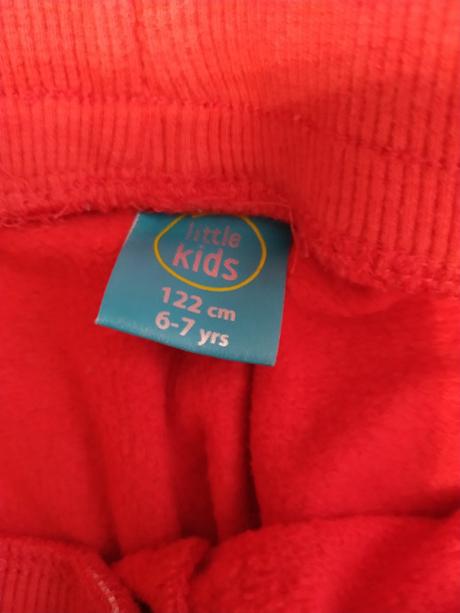 little
kids
122 cm
6-7 yrs